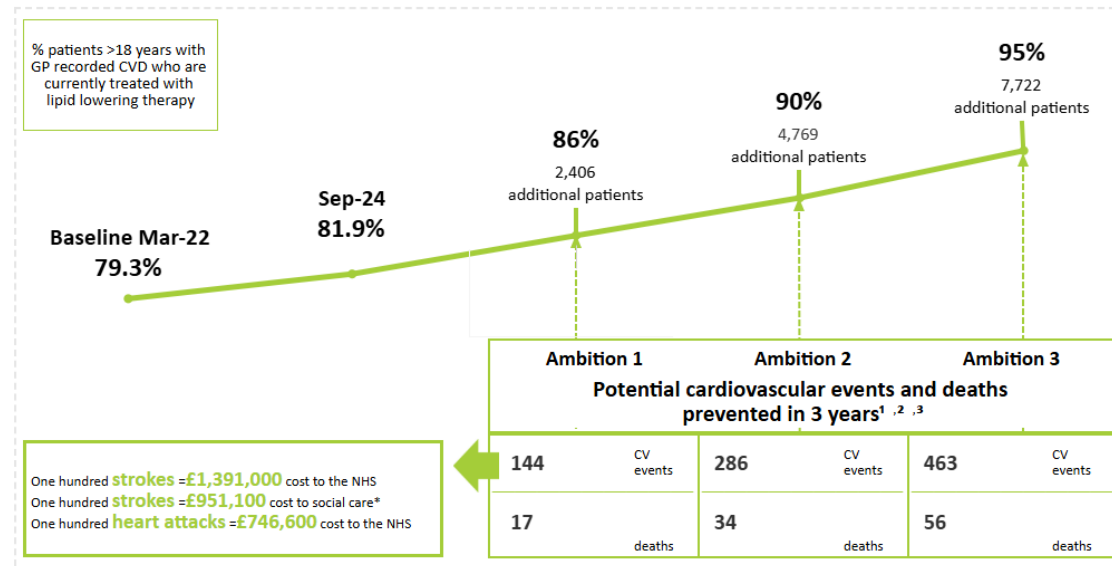 % patients >18 years with
GP recorded CVD who are
currently treated with
lipid lowering therapy
Baseline Mar-22
79.3%
Sep-24
81.9%
86%
2,406
additional patients
90%
4,769
additional patients
95%
7,722
additional patients
Ambition 1 Ambition 2 Ambition 3
Potential cardiovascular events and deaths
prevented in 3 years¹ ,² ,³
144 CV events 286 CV events 463 CV events
17 deaths 34 deaths 56 deaths
One hundred strokes =£1,391,000 cost to the NHS
One hundred strokes =£951,100 cost to social care*
One hundred heart attacks =£746,600 cost to the NHS